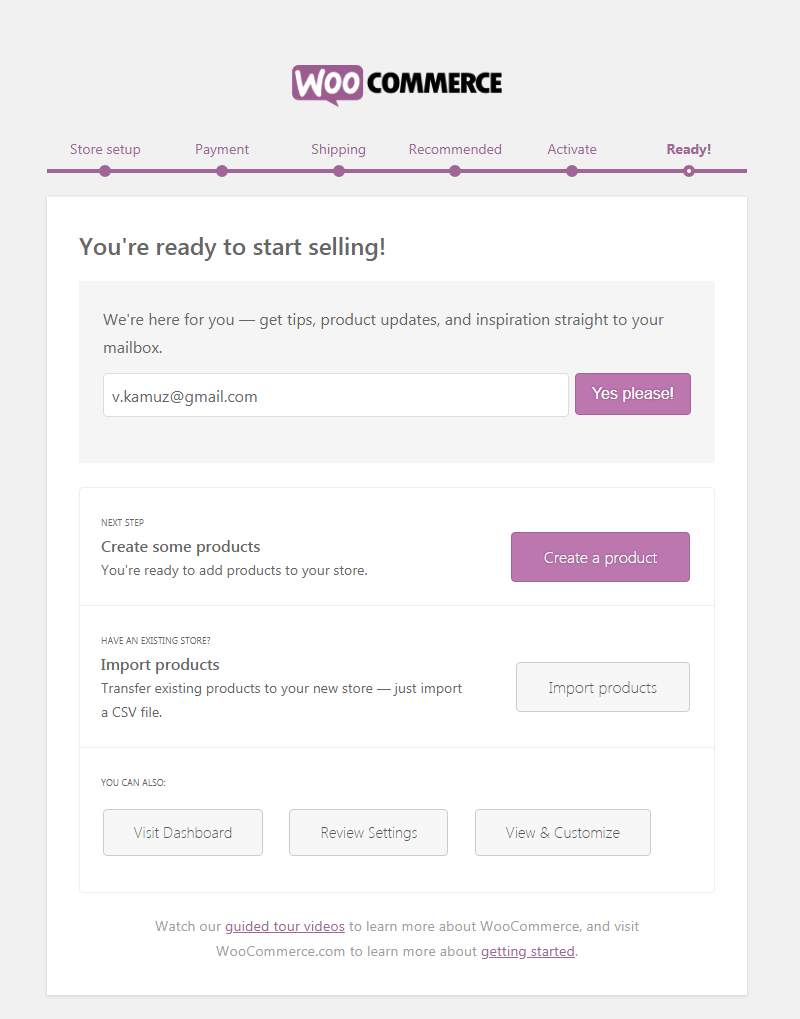 WOO COMMERCE
Store setup Payment Shipping Recommended Activate Ready!
You're ready to start selling!
We're here for you — get tips, product updates, and inspiration straight to your
mailbox.
v.kamuz@gmail.com Yes please!
NEXT STEP
Create some products
You're ready to add products to your store.
Create a product
HAVE AN EXISTING STORE?
Import products
Transfer existing products to your new store — just import
a CSV file.
Import products
YOU CAN ALSO:
Visit Dashboard Review Settings View & Customize
Watch our guided tour videos to learn more about WooCommerce, and visit
WooCommerce.com to learn more about getting started.